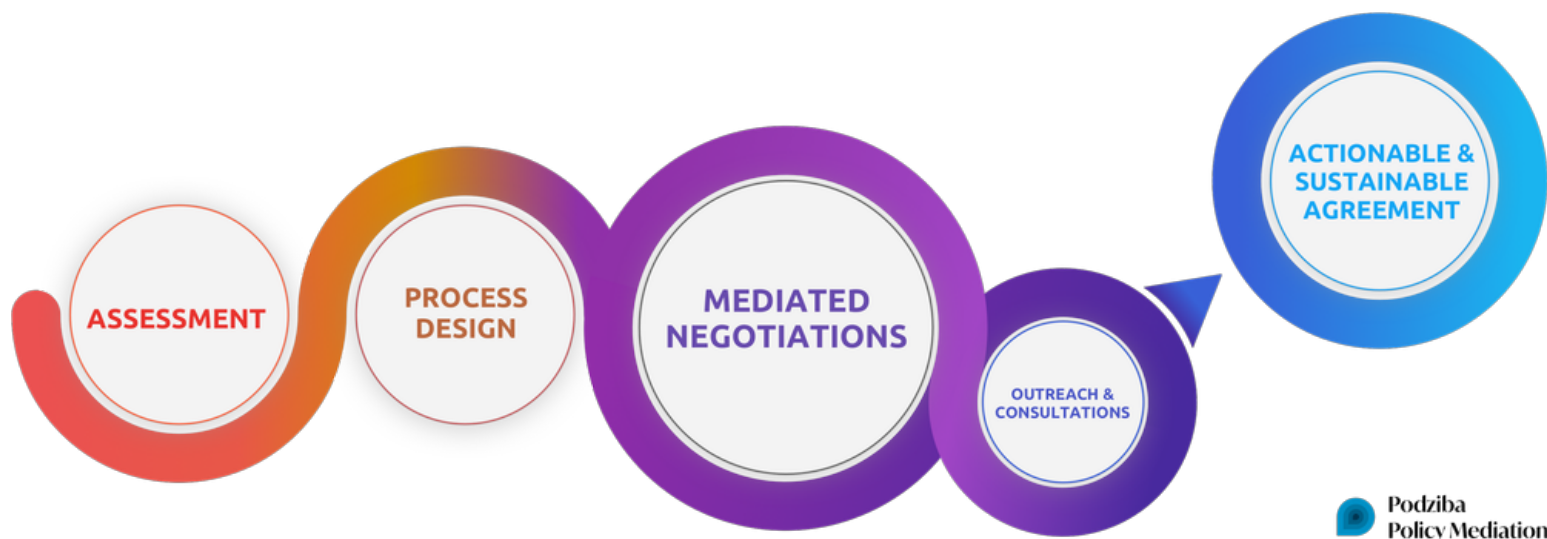 ASSESSMENT
PROCESS
DESIGN
MEDIATED
NEGOTIATIONS
OUTREACH &
CONSULTATIONS
ACTIONABLE &
SUSTAINABLE
AGREEMENT
Podziba
Policy Mediation